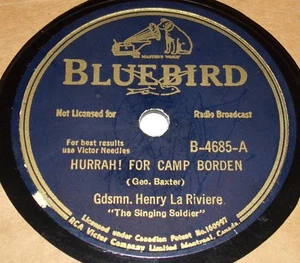 "HIS MASTER'S VOICE"
BLUEBIRD
Not Licensed for Radio Broadcast
For best results
use Victor Needles
B-4685-A
HURRAH! FOR CAMP BORDEN
(Geo. Baxter)
Gdsmn. Henry La Riviere
"The Singing Soldier"
Licensed under Canadian Patent No.160997
RCA Victor Company Limited Montreal, Canada.